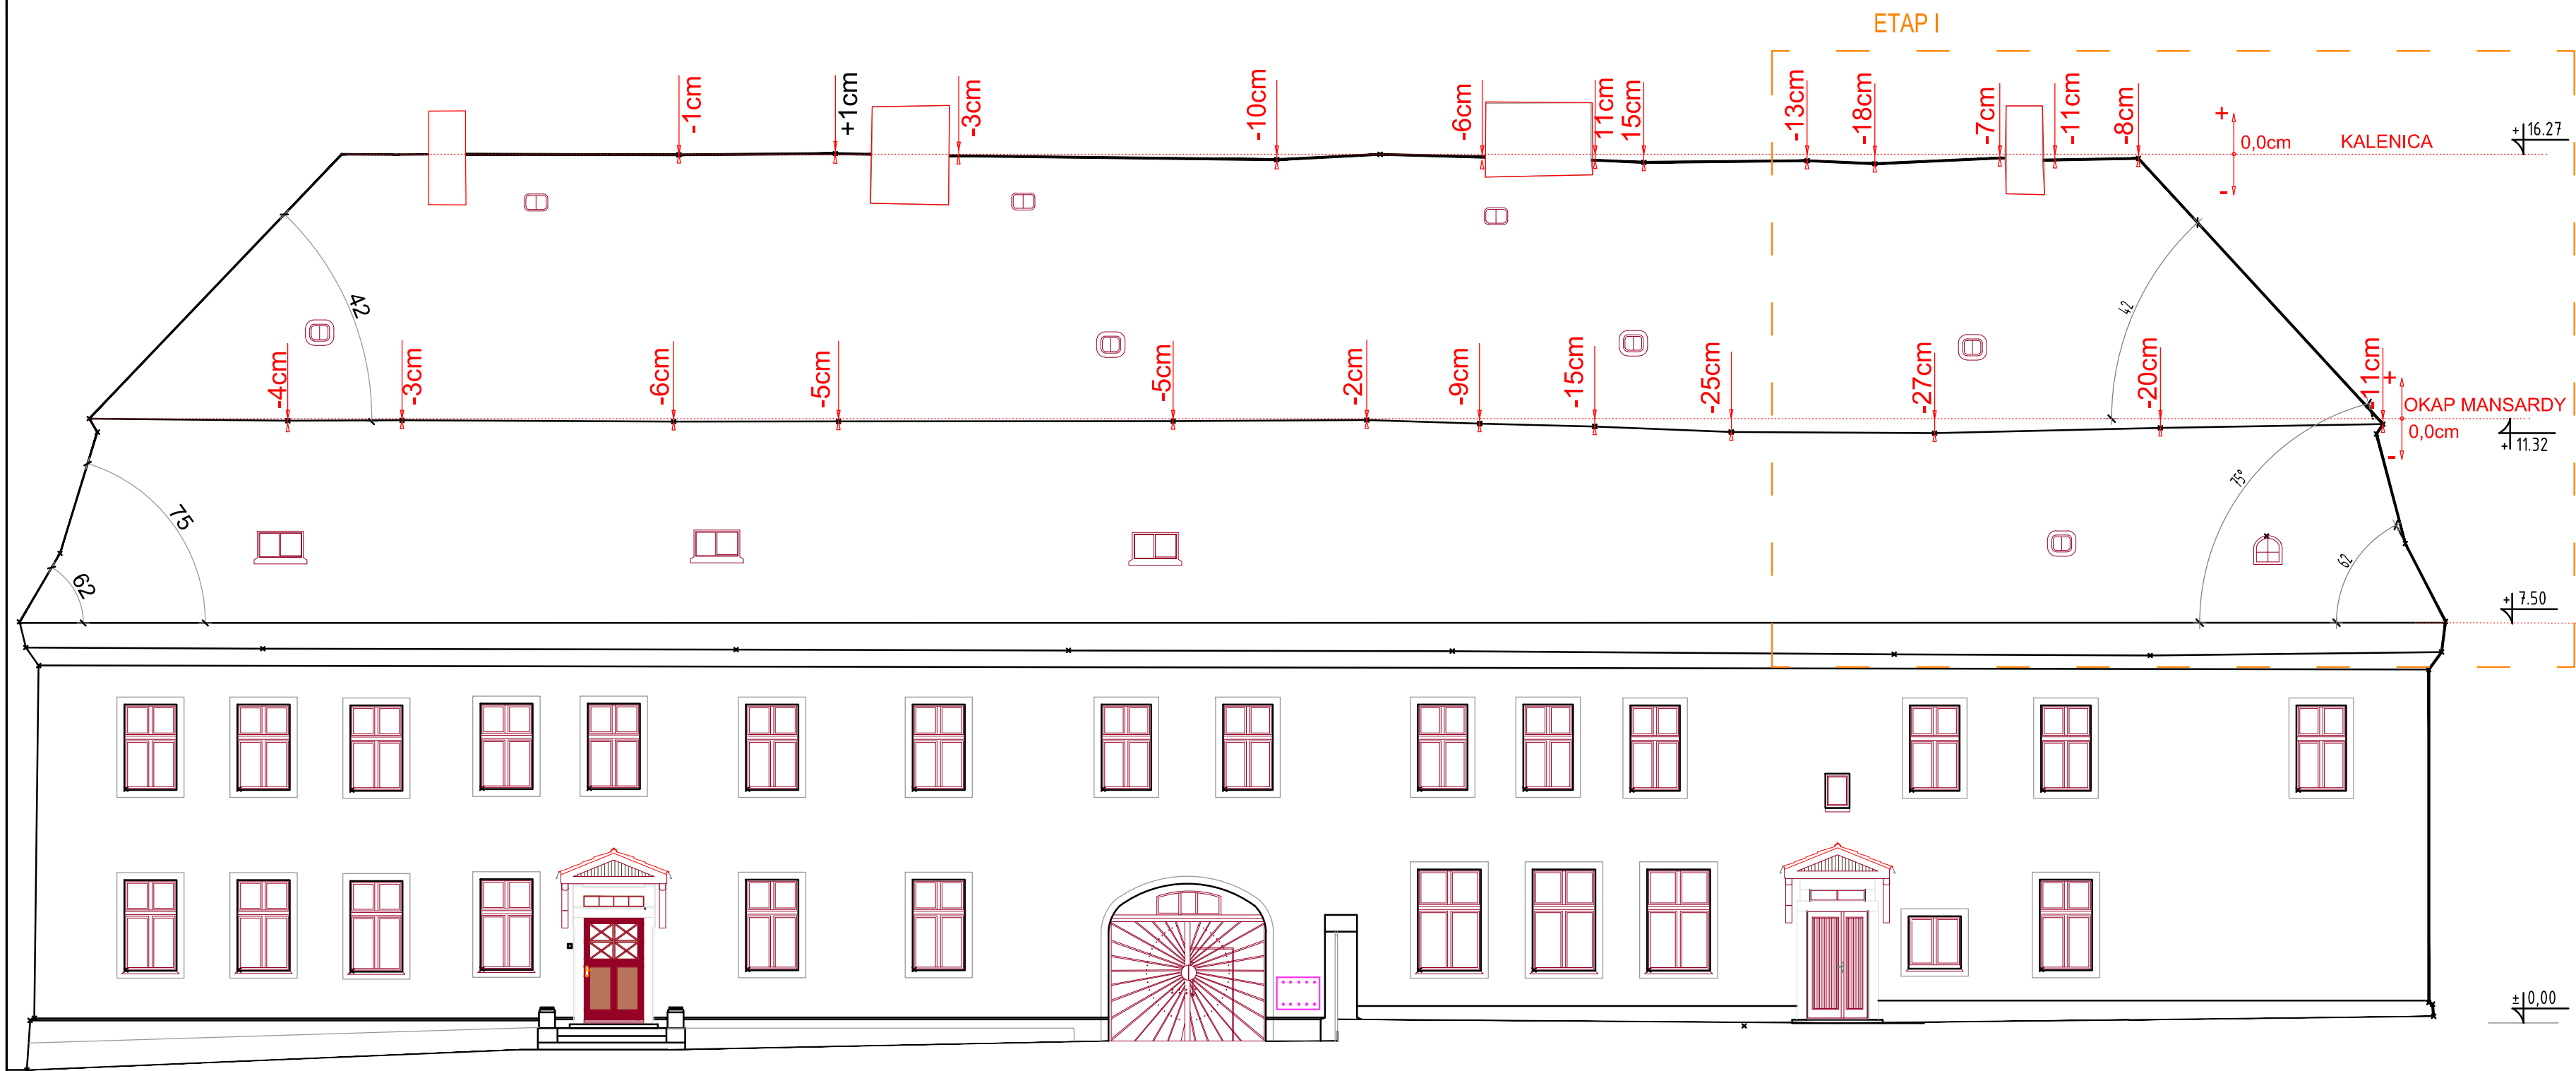 ETAP I
-1cm
+1cm
-3cm
-10cm
-6cm
11cm
15cm
-13cm
-18cm
-7cm
-11cm
-8cm
+
0,0cm
-
KALENICA
+ 16.27
42
42
-4cm
-3cm
-6cm
-5cm
-5cm
-2cm
-9cm
-15cm
-25cm
-27cm
-20cm
-11cm
+
OKAP MANSARDY
0,0cm
-
+ 11.32
75
75°
62
62
+ 7.50
± 0,00